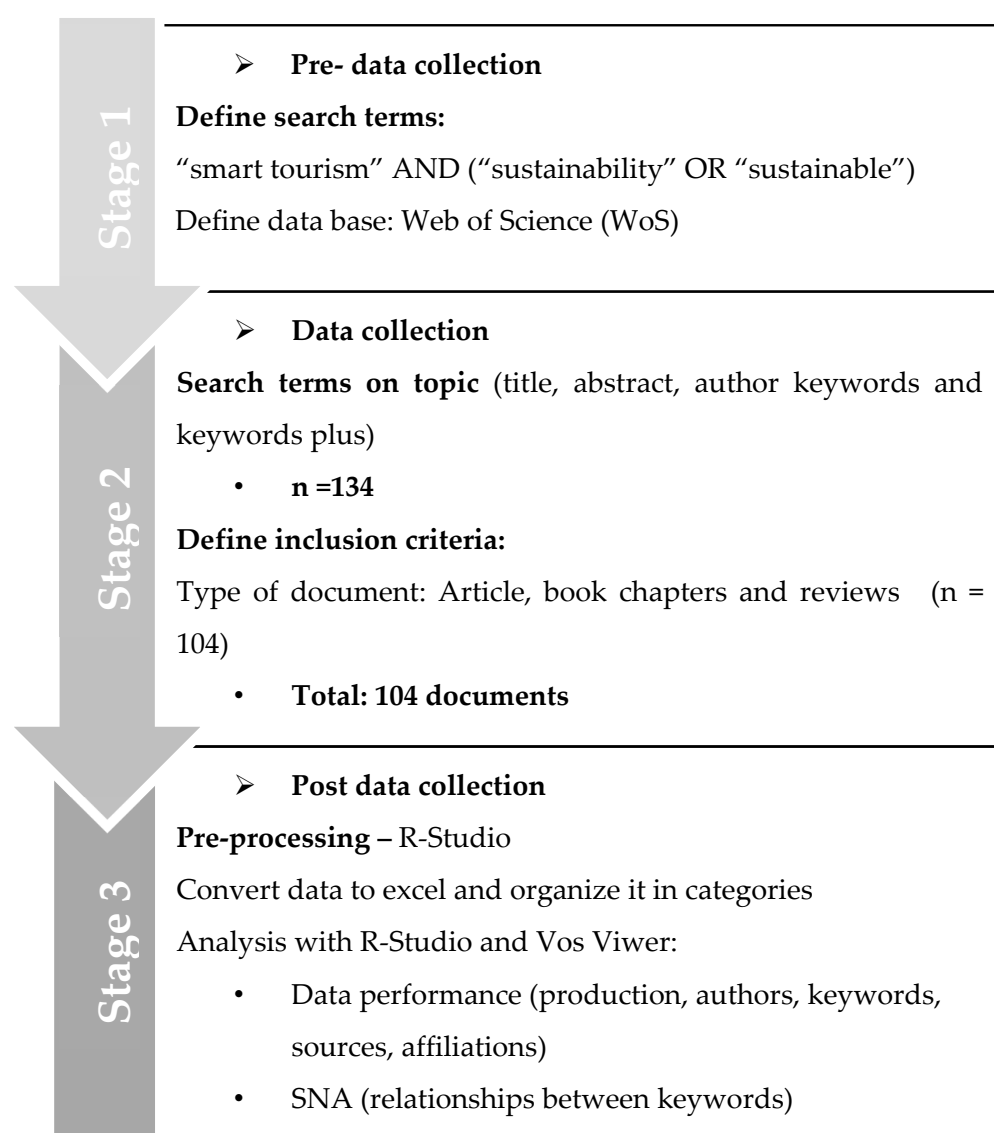 Stage 1
➢ Pre- data collection
Define search terms:
“smart tourism” AND (“sustainability” OR “sustainable”)
Define data base: Web of Science (WoS)
Stage 2
➢ Data collection
Search terms on topic (title, abstract, author keywords and
keywords plus)
• n =134
Define inclusion criteria:
Type of document: Article, book chapters and reviews (n =
104)
• Total: 104 documents
Stage 3
➢ Post data collection
Pre-processing – R-Studio
Convert data to excel and organize it in categories
Analysis with R-Studio and Vos Viwer:
• Data performance (production, authors, keywords,
sources, affiliations)
• SNA (relationships between keywords)